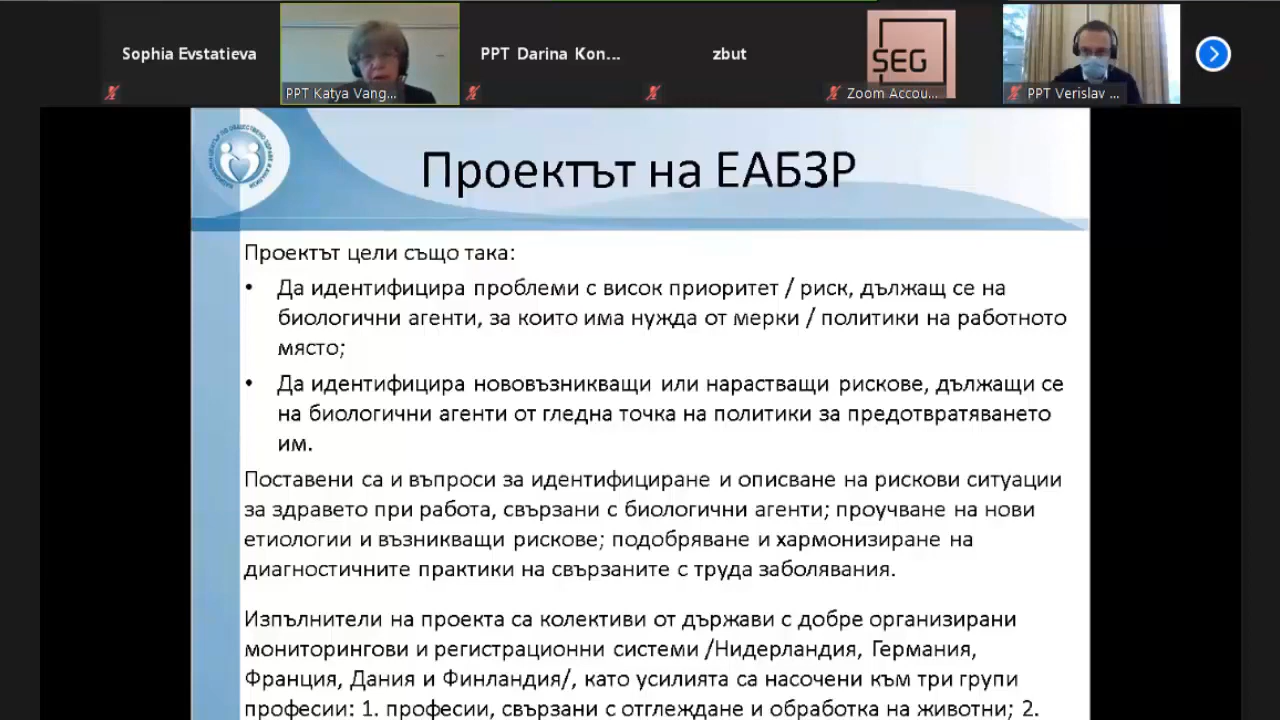 Sophia Evstatieva
PPT Katya Vang...
PPT Darina Kon...
zbut
SEG
Zoom Accou...
PPT Verislav ...
Проектът на ЕАБЗР
Проектът цели също така:
• Да идентифицира проблеми с висок приоритет / риск, дължащ се на
биологични агенти, за които има нужда от мерки / политики на работното
място;
• Да идентифицира нововъзникващи или нарастващи рискове, дължащи се
на биологични агенти от гледна точка на политики за предотвратяването
им.
Поставени са и въпроси за идентифициране и описване на рискови ситуации
за здравето при работа, свързани с биологични агенти; проучване на нови
етиологии и възникващи рискове; подобряване и хармонизиране на
диагностичните практики на свързаните с труда заболявания.
Изпълнители на проекта са колективи от държави с добре организирани
мониторингови и регистрационни системи /Нидерландия, Германия,
Франция, Дания и Финландия/, като усилията са насочени към три групи
професии: 1. професии, свързани с отглеждане и обработка на животни; 2.